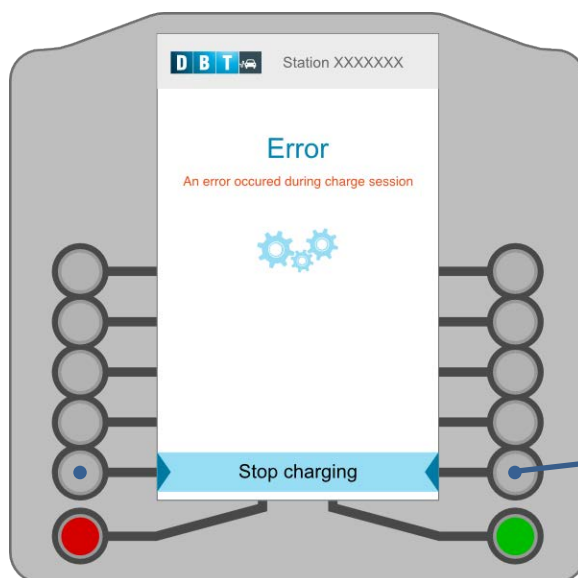 DBT Station XXXXXXX
Error
An error occured during charge session
Stop charging